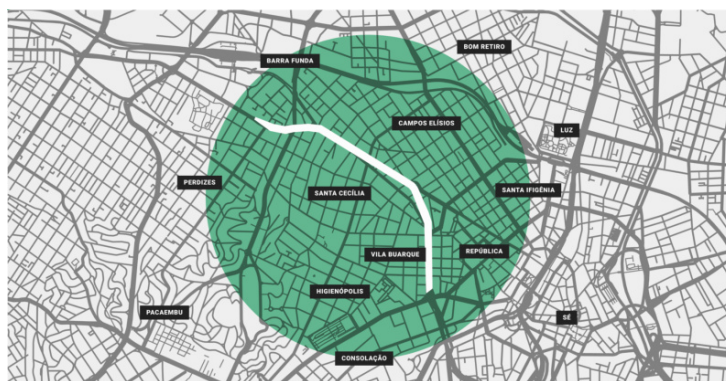 BOM RETIRO
BARRA FUNDA
CAMPOS ELÍSIOS
LUZ
PERDIZES
SANTA CECÍLIA
SANTA IFIGÊNIA
VILA BUARQUE
REPÚBLICA
HIGIENÓPOLIS
PACAEMBU
SÉ
CONSOLAÇÃO